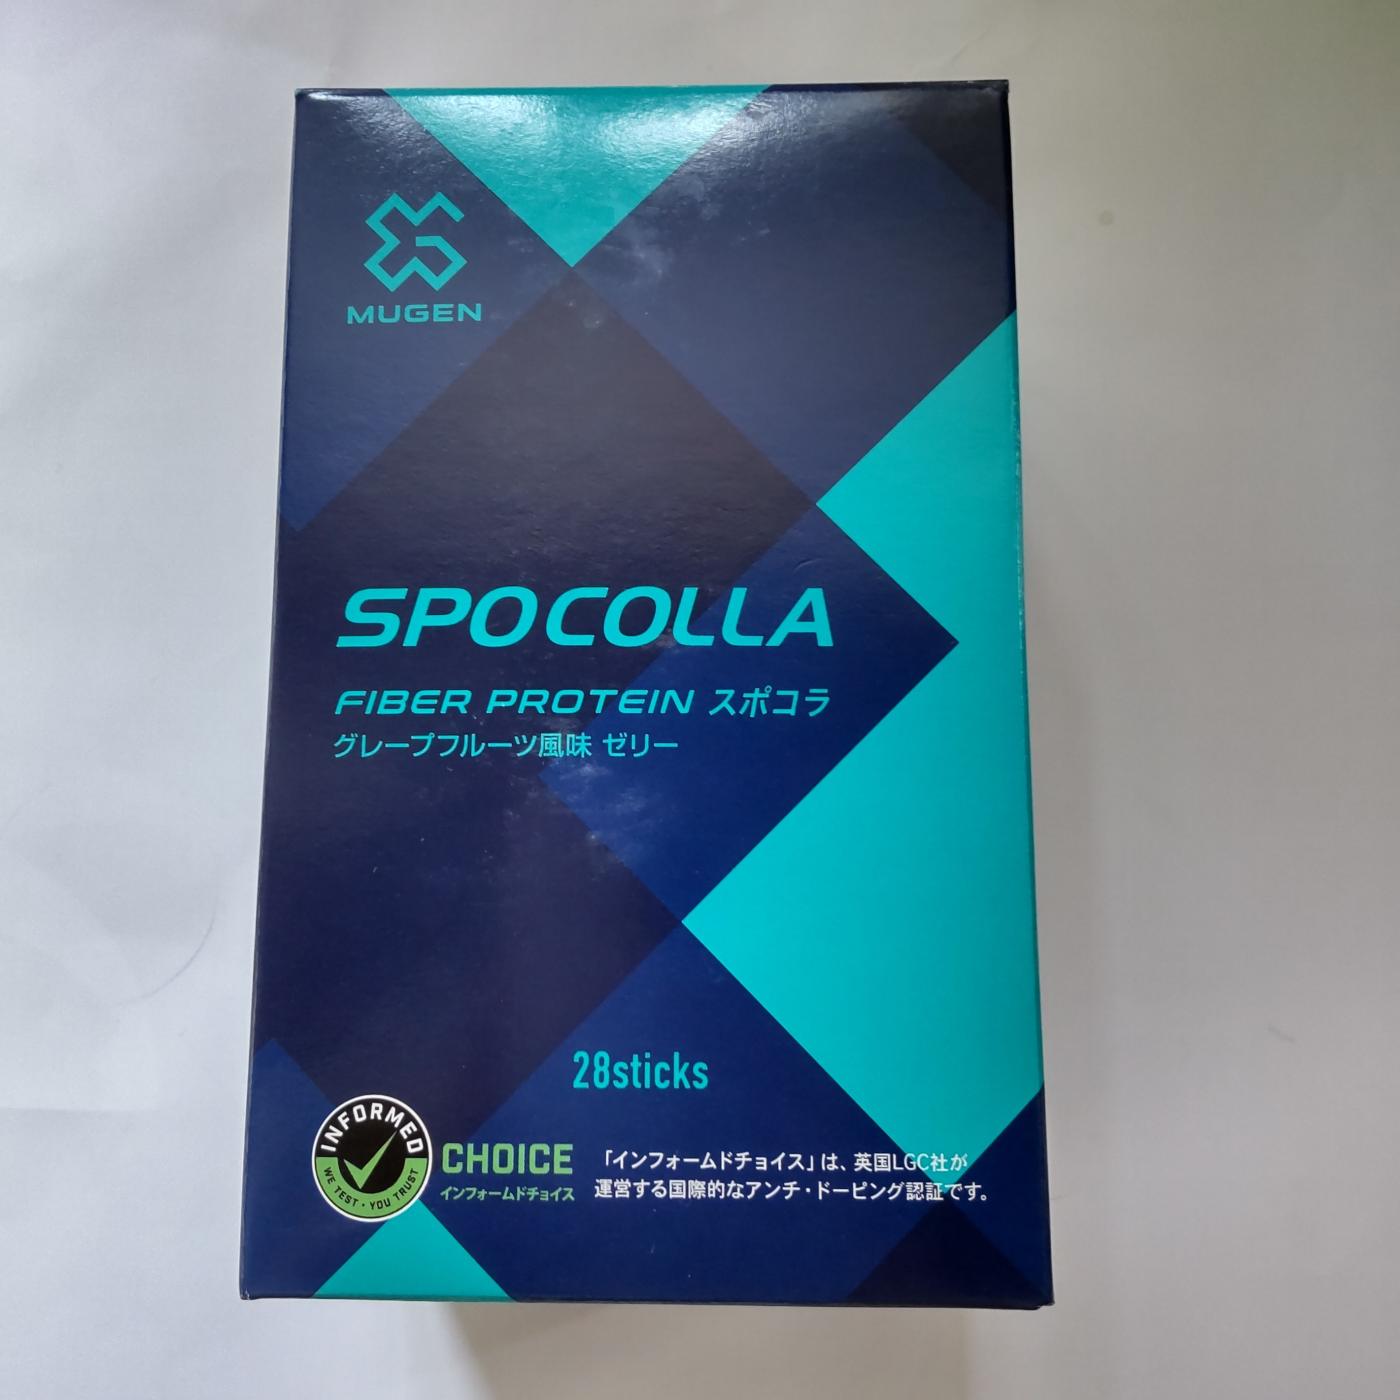 MUGEN
SPOCOLLA
FIBER PROTEIN スポコラ
グレープフルーツ風味 ゼリー
28sticks
INFORMED
WE TEST · YOU TRUST
CHOICE
インフォームドチョイス
「インフォームドチョイス」は、英国LGC社が
運営する国際的なアンチ・ドーピング認証です。